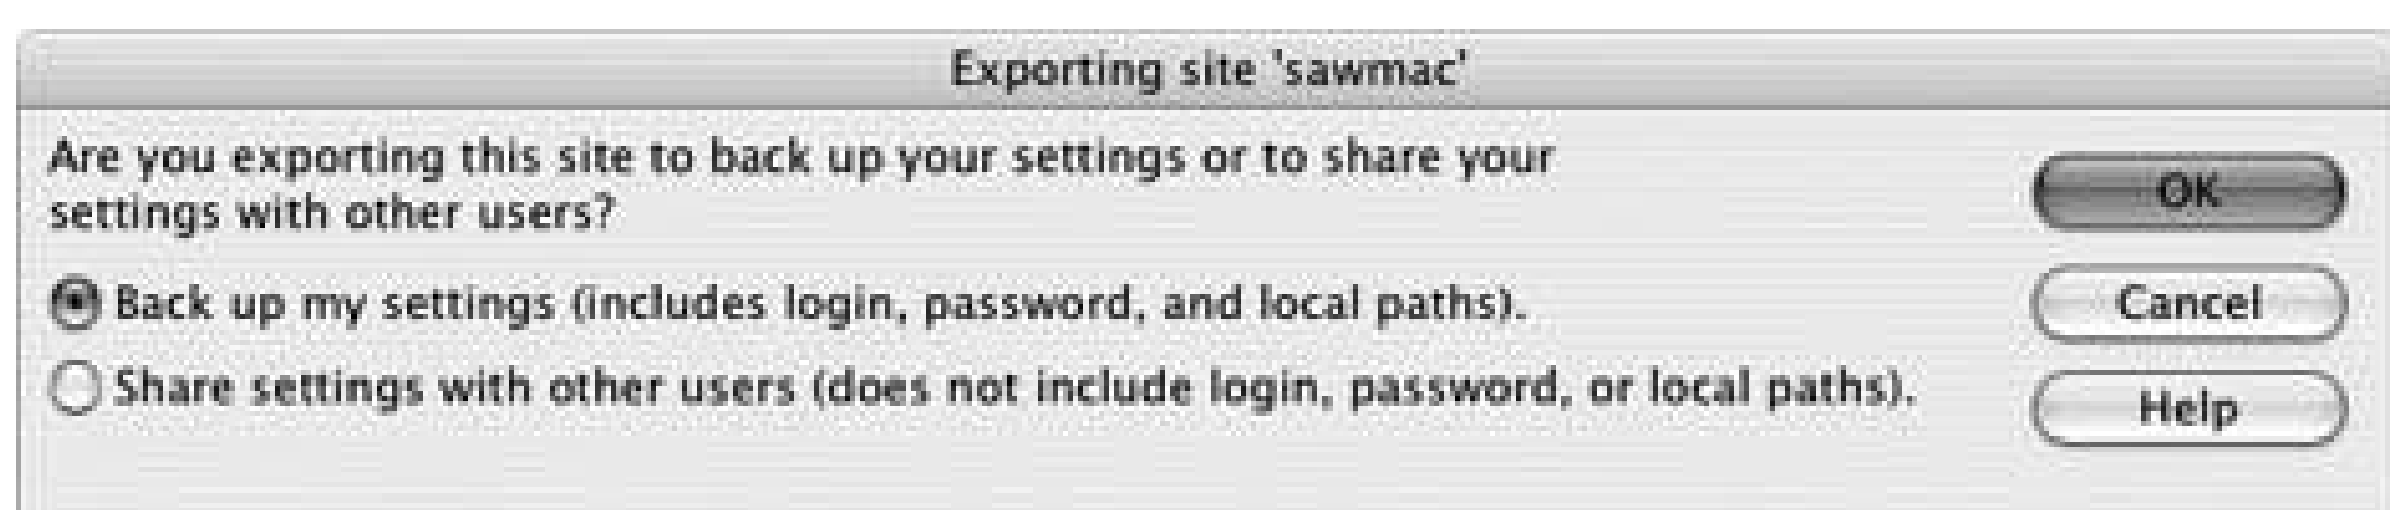 Exporting site 'sawmac'
Are you exporting this site to back up your settings or to share your
settings with other users?
OK
Back up my settings (includes login, password, and local paths).
Cancel
Share settings with other users (does not include login, password, or local paths).
Help